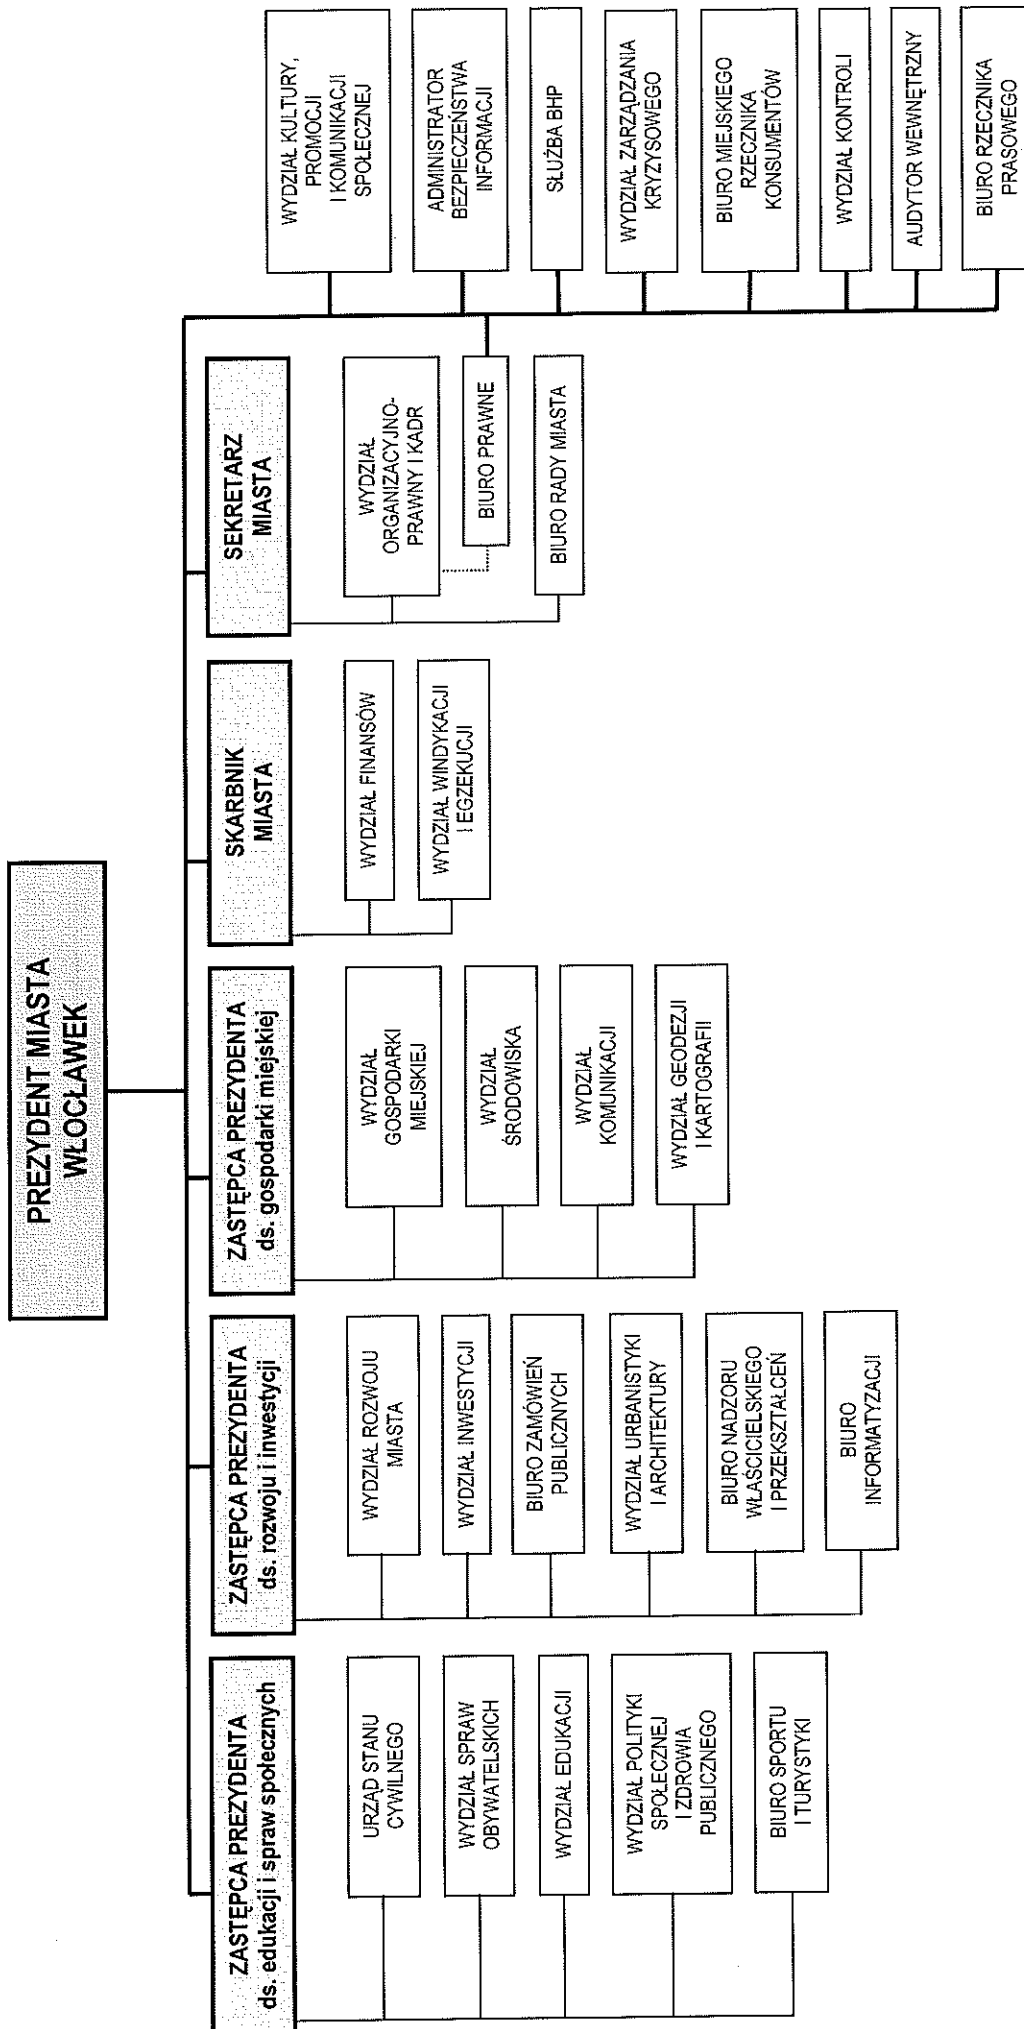 PREZYDENT MIASTA
WŁOCŁAWEK
ZASTĘPCA PREZYDENTA
ds. edukacji i spraw społecznych
URZĄD STANU
CYWILNEGO
WYDZIAŁ SPRAW
OBYWATELSKICH
WYDZIAŁ EDUKACJI
WYDZIAŁ POLITYKI
SPOŁECZNEJ
I ZDROWIA
PUBLICZNEGO
BIURO SPORTU
I TURYSTYKI
ZASTĘPCA PREZYDENTA
ds. rozwoju i inwestycji
WYDZIAŁ ROZWOJU
MIASTA
WYDZIAŁ INWESTYCJI
BIURO ZAMÓWIEŃ
PUBLICZNYCH
WYDZIAŁ URBANISTYKI
I ARCHITEKTURY
BIURO NADZORU
WŁAŚCICIELSKIEGO
I PRZEKSZTAŁCEŃ
BIURO
INFORMATYZACJI
ZASTĘPCA PREZYDENTA
ds. gospodarki miejskiej
WYDZIAŁ
GOSPODARKI
MIEJSKIEJ
WYDZIAŁ
ŚRODOWISKA
WYDZIAŁ
KOMUNIKACJI
WYDZIAŁ GEODEZJI
I KARTOGRAFII
SKARBNIK
MIASTA
WYDZIAŁ FINANSÓW
WYDZIAŁ WINDYKACJI
I EGZEKUCJI
SEKRETARZ
MIASTA
WYDZIAŁ
ORGANIZACYJNO-
PRAWNY I KADR
BIURO PRAWNE
BIURO RADY MIASTA
WYDZIAŁ KULTURY,
PROMOCJI
I KOMUNIKACJI
SPOŁECZNEJ
ADMINISTRATOR
BEZPIECZEŃSTWA
INFORMACJI
SŁUŻBA BHP
WYDZIAŁ ZARZĄDZANIA
KRYZYSOWEGO
BIURO MIEJSKIEGO
RZECZNIKA
KONSUMENTÓW
WYDZIAŁ KONTROLI
AUDYTOR WEWNĘTRZNY
BIURO RZECZNIKA
PRASOWEGO